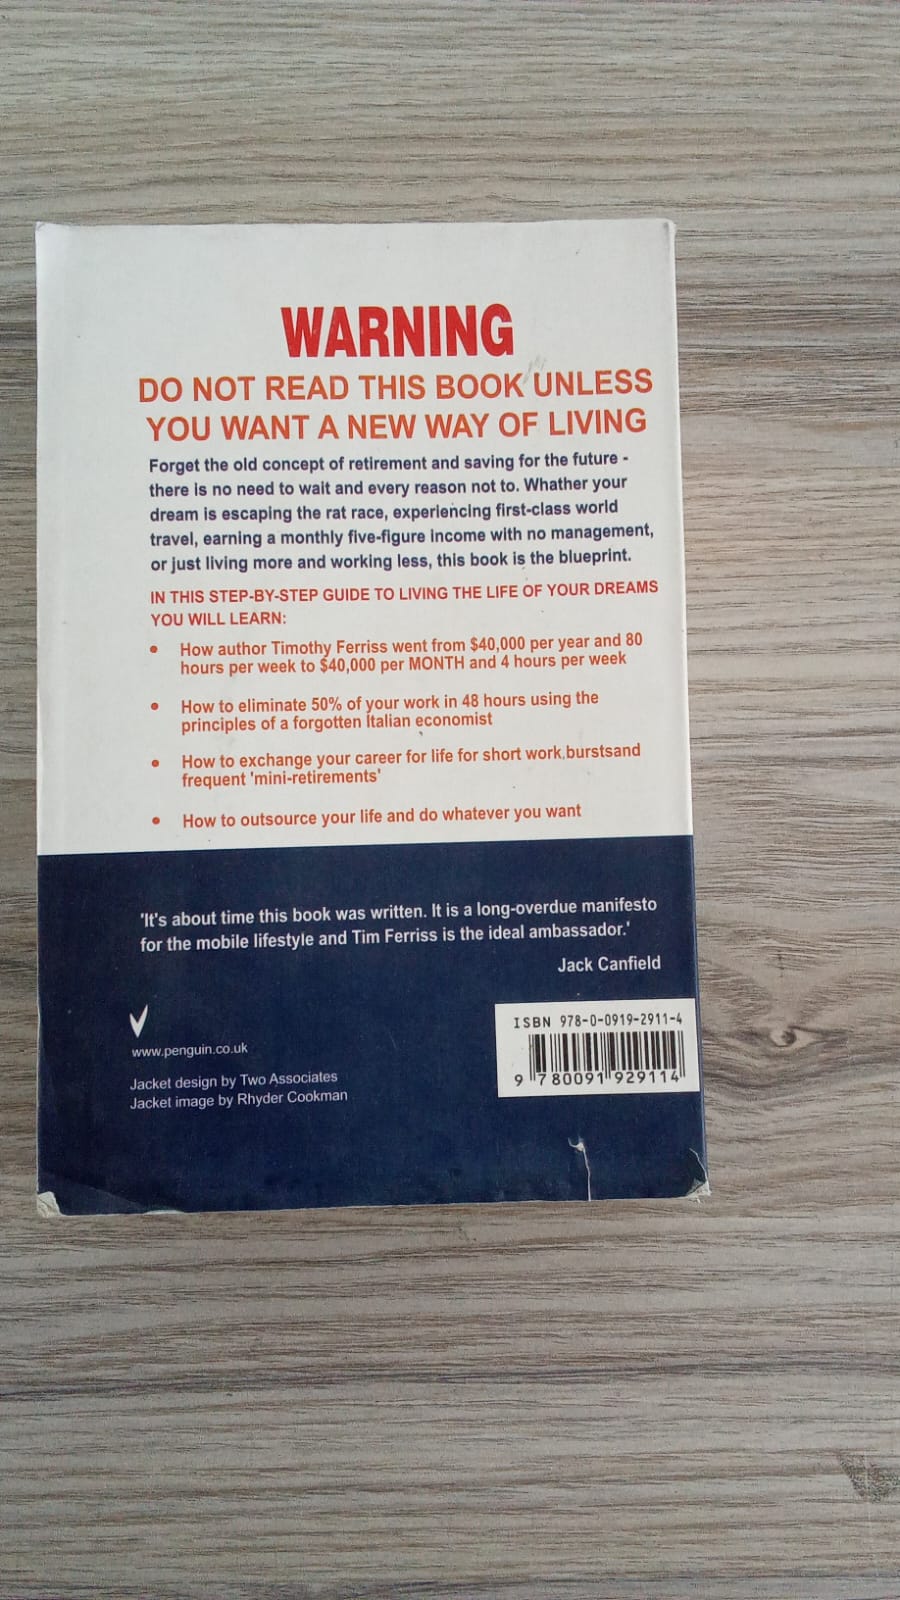 WARNING
DO NOT READ THIS BOOK UNLESS
YOU WANT A NEW WAY OF LIVING
Forget the old concept of retirement and saving for the future -
there is no need to wait and every reason not to. Whather your
dream is escaping the rat race, experiencing first-class world
travel, earning a monthly five-figure income with no management,
or just living more and working less, this book is the blueprint.
IN THIS STEP-BY-STEP GUIDE TO LIVING THE LIFE OF YOUR DREAMS
YOU WILL LEARN:
• How author Timothy Ferriss went from $40,000 per year and 80
hours per week to $40,000 per MONTH and 4 hours per week
• How to eliminate 50% of your work in 48 hours using the
principles of a forgotten Italian economist
• How to exchange your career for life for short work,burstsand
frequent 'mini-retirements'
• How to outsource your life and do whatever you want
'It's about time this book was written. It is a long-overdue manifesto
for the mobile lifestyle and Tim Ferriss is the ideal ambassador.'
Jack Canfield
www.penguin.co.uk
Jacket design by Two Associates
Jacket image by Rhyder Cookman
ISBN 978-0-0919-2911-4
9 780091 929114